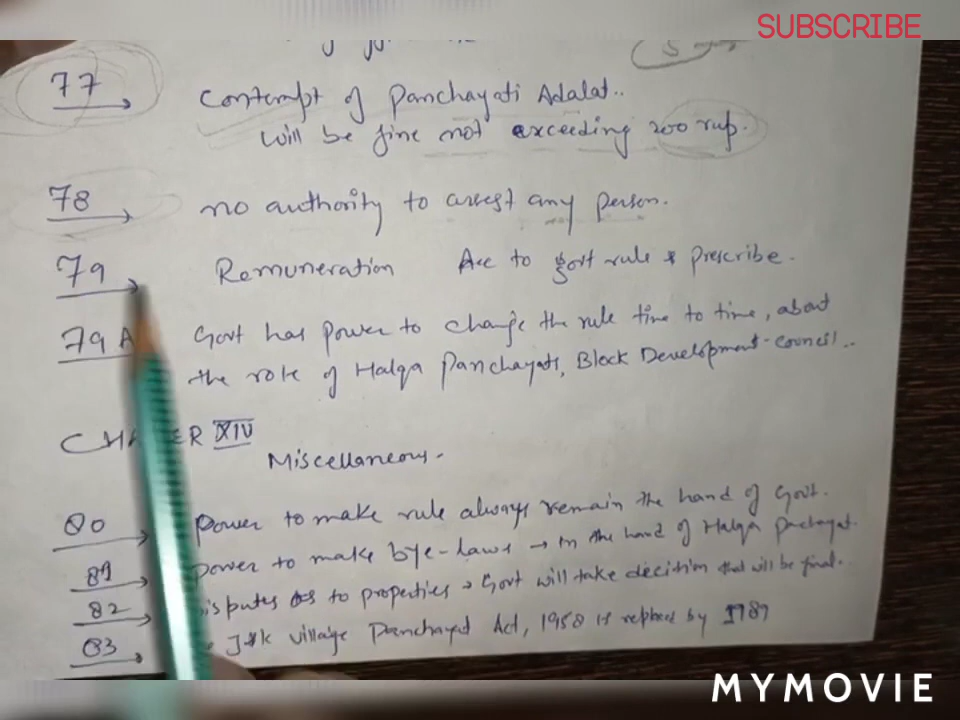 SUBSCRIBE
77 Contempt of Panchayati Adalat..
Will be fine not exceeding 200 rup.
78 no authority to arrest any person.
79 Remuneration Acc to govt rule & Prescribe.
79 A Govt has power to change the rule time to time, about
the role of Halqa Panchayati, Block Development-council..
CHA ER XIV
Miscellaneous.
80 Power to make rule always remain the hand of Govt.
81 power to make bye-laws → In the hand of Halqa pachayat.
82 isputes as to properties → Govt will take decition that will be final.
83 J&k village Panchayat Act, 1958 is replaced by 1989
MYMOVIE